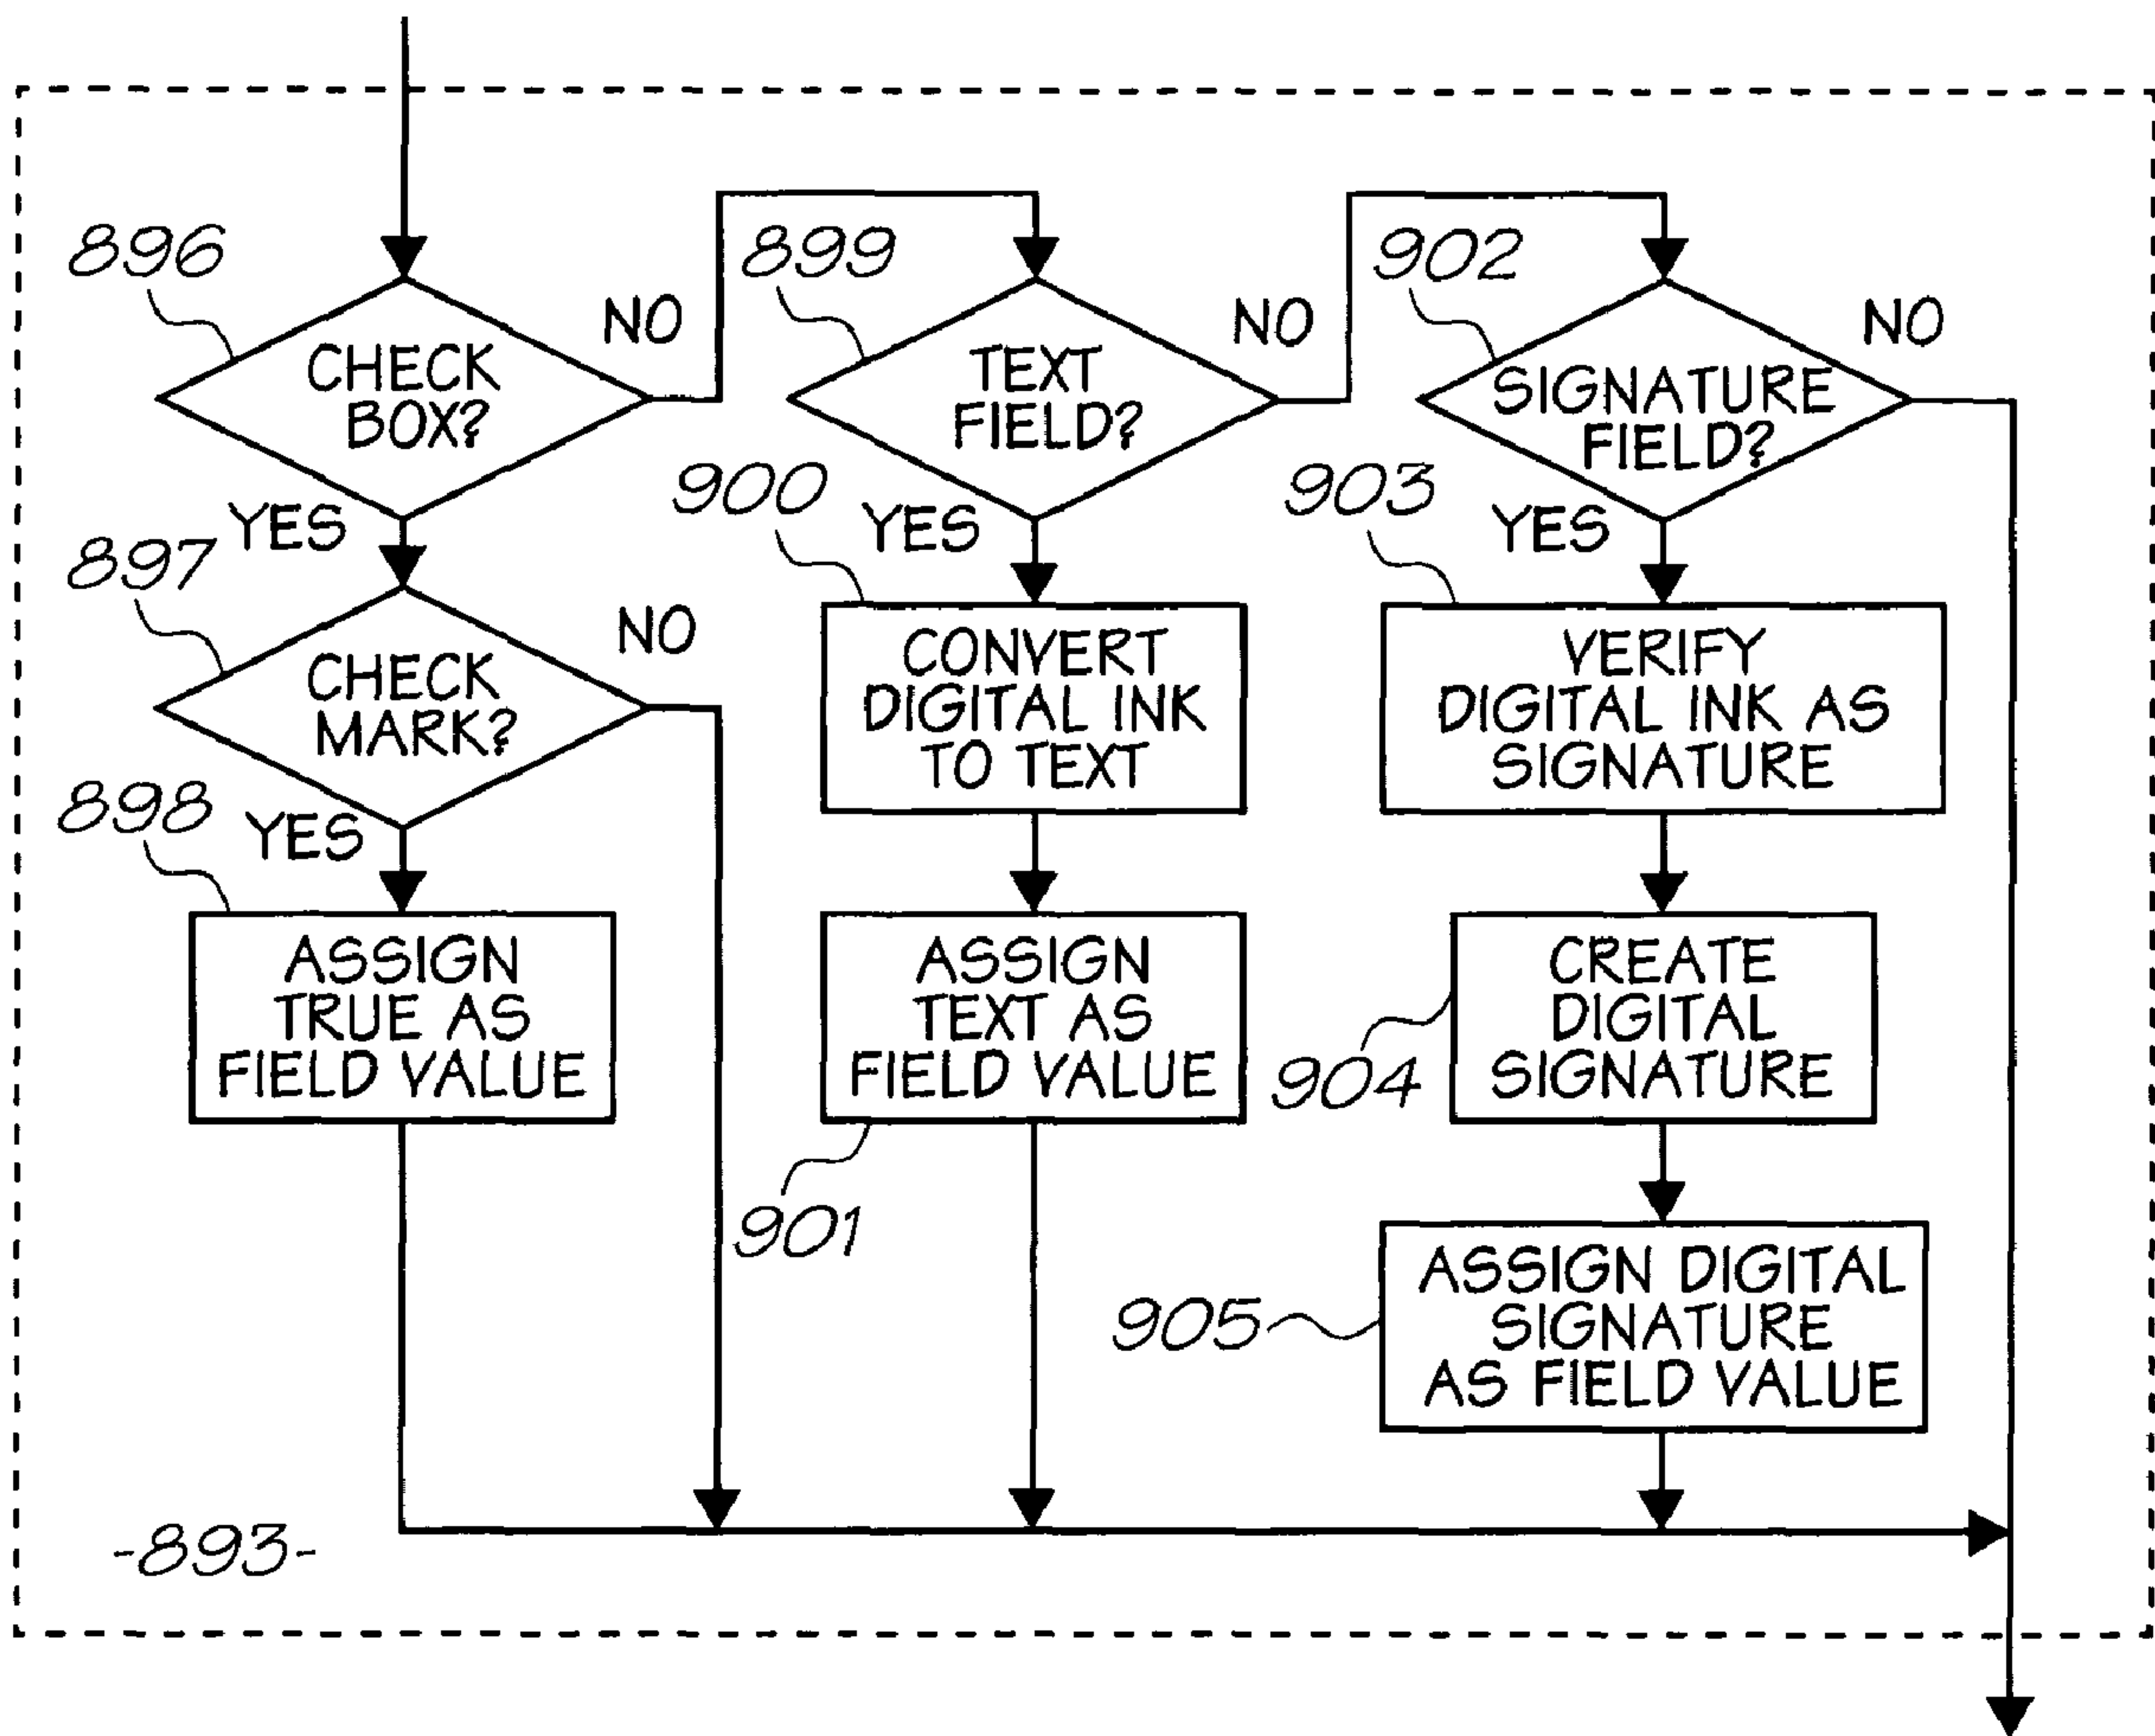 896
CHECK
BOX?
NO
YES
897
CHECK
MARK?
NO
YES
898
ASSIGN
TRUE AS
FIELD VALUE
899
TEXT
FIELD?
NO
YES
900
CONVERT
DIGITAL INK
TO TEXT
ASSIGN
TEXT AS
FIELD VALUE
901
902
SIGNATURE
FIELD?
NO
YES
903
VERIFY
DIGITAL INK AS
SIGNATURE
CREATE
DIGITAL
SIGNATURE
904
ASSIGN DIGITAL
SIGNATURE
AS FIELD VALUE
905
-893-